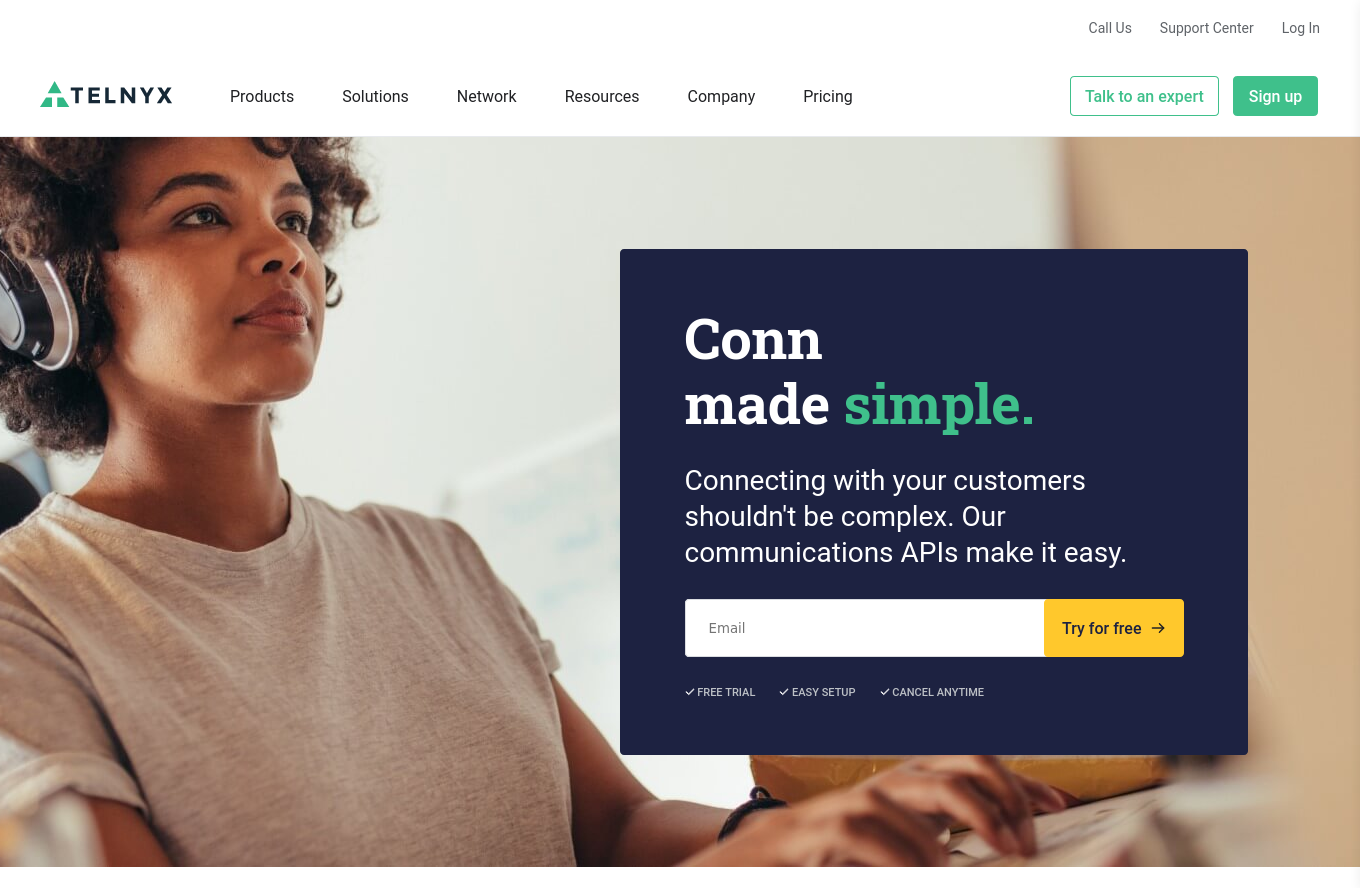 Call Us Support Center Log In
TELNYX Products Solutions Network Resources Company Pricing Talk to an expert Sign up
Conn
made simple.
Connecting with your customers
shouldn't be complex. Our
communications APIs make it easy.
Email Try for free →
✓ FREE TRIAL ✓ EASY SETUP ✓ CANCEL ANYTIME